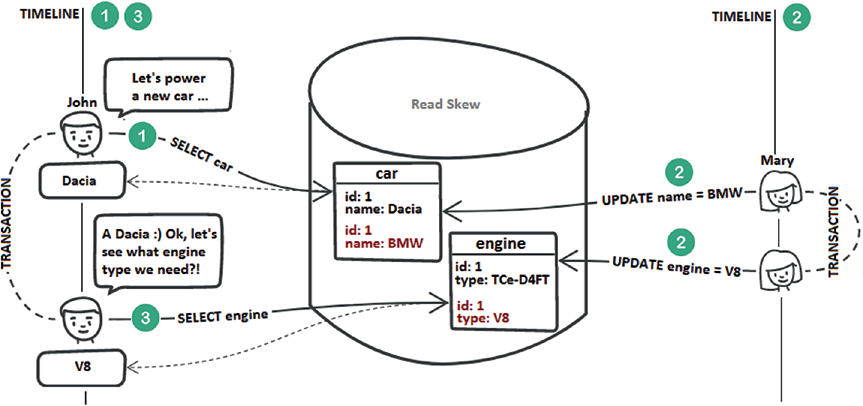 TIMELINE 1 3
TIMELINE 2
Let's power
a new car ...
John
Read Skew
1
SELECT car
Dacia
car
id: 1
name: Dacia
id: 1
name: BMW
Mary
2
UPDATE name = BMW
TRANSACTION
A Dacia :) Ok, let's
see what engine
type we need?!
engine
id: 1
type: TCe-D4FT
id: 1
type: V8
2
UPDATE engine = V8
TRANSACTION
3
SELECT engine
V8